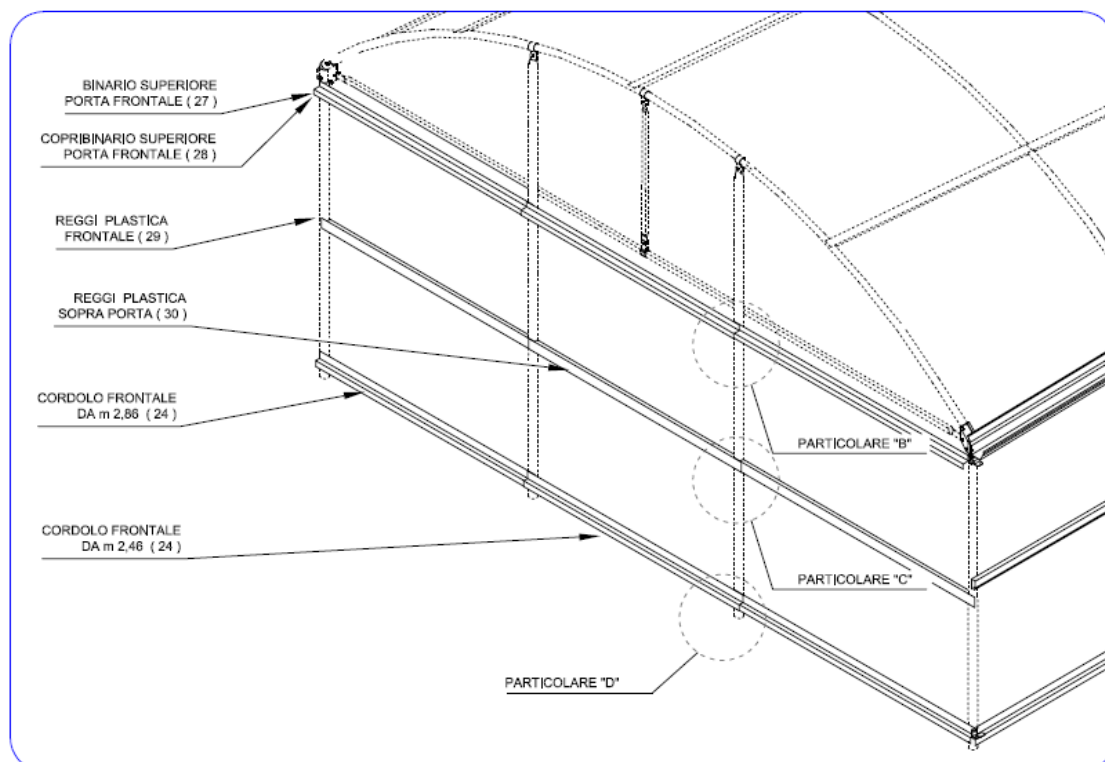 BINARIO SUPERIORE
PORTA FRONTALE ( 27 )
COPRIBINARIO SUPERIORE
PORTA FRONTALE ( 28 )
REGGI PLASTICA
FRONTALE ( 29 )
REGGI PLASTICA
SOPRA PORTA ( 30 )
CORDOLO FRONTALE
DA m 2,86 ( 24 )
CORDOLO FRONTALE
DA m 2,46 ( 24 )
PARTICOLARE "B"
PARTICOLARE "C"
PARTICOLARE "D"